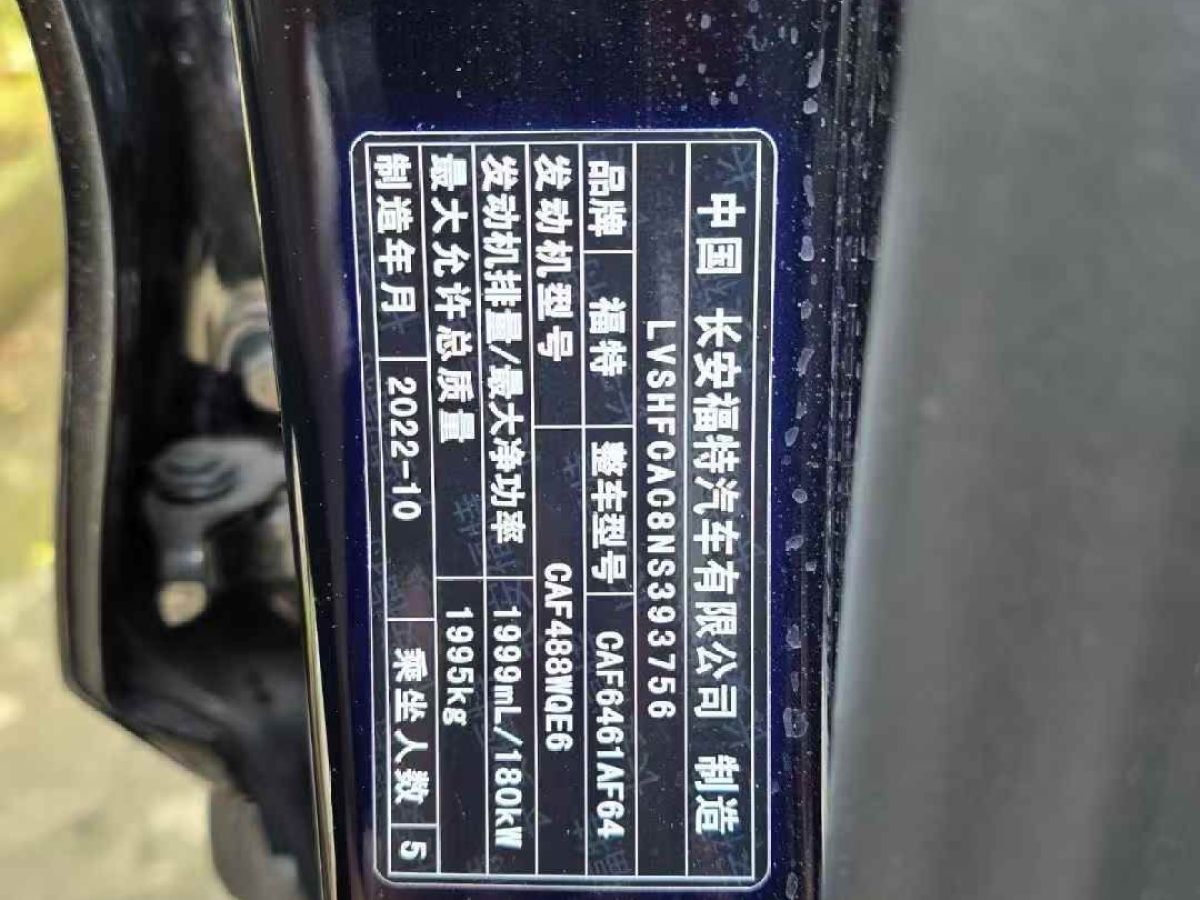 中国 长安福特汽车有限公司 制造
LVSHFCAC8NS393756
品牌 福特 整车型号 CAF6461AF64
发动机型号 CAF488WQE6
发动机排量/最大净功率 1999mL/180kW
最大允许总质量 1995kg
制造年月 2022-10 乘坐人数 5